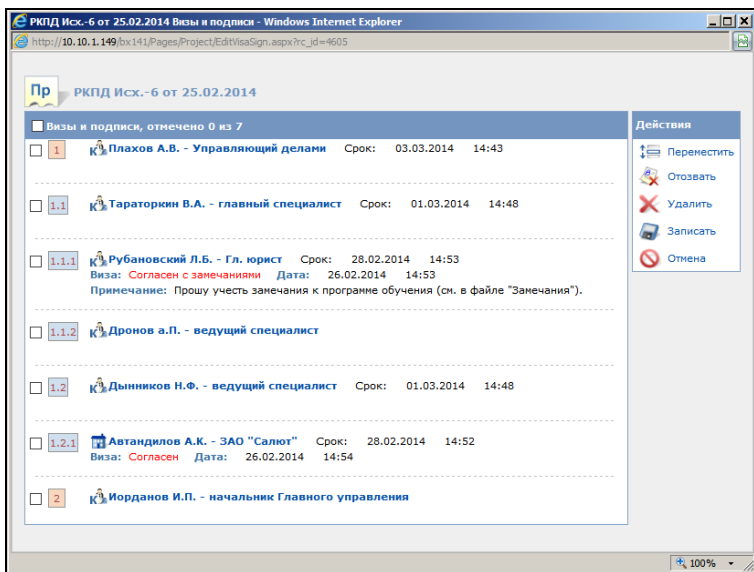 РКПД Исх.-6 от 25.02.2014 Визы и подписи - Windows Internet Explorer
http://10.10.1.149/bx141/Pages/Project/EditVisaSign.aspx?rc_id=4605
Пр РКПД Исх.-6 от 25.02.2014
Визы и подписи, отмечено 0 из 7
1 К Плахов А.В. - Управляющий делами Срок: 03.03.2014 14:43
1.1 К Тараторкин В.А. - главный специалист Срок: 01.03.2014 14:48
1.1.1 К Рубановский Л.Б. - Гл. юрист Срок: 28.02.2014 14:53
Виза: Согласен с замечаниями Дата: 26.02.2014 14:53
Примечание: Прошу учесть замечания к программе обучения (см. в файле "Замечания").
1.1.2 К Дронов а.П. - ведущий специалист
1.2 К Дынников Н.Ф. - ведущий специалист Срок: 01.03.2014 14:48
1.2.1 Автандилов А.К. - ЗАО "Салют" Срок: 28.02.2014 14:52
Виза: Согласен Дата: 26.02.2014 14:54
2 К Иорданов И.П. - начальник Главного управления
Действия
Переместить
Отозвать
Удалить
Записать
Отмена
100%